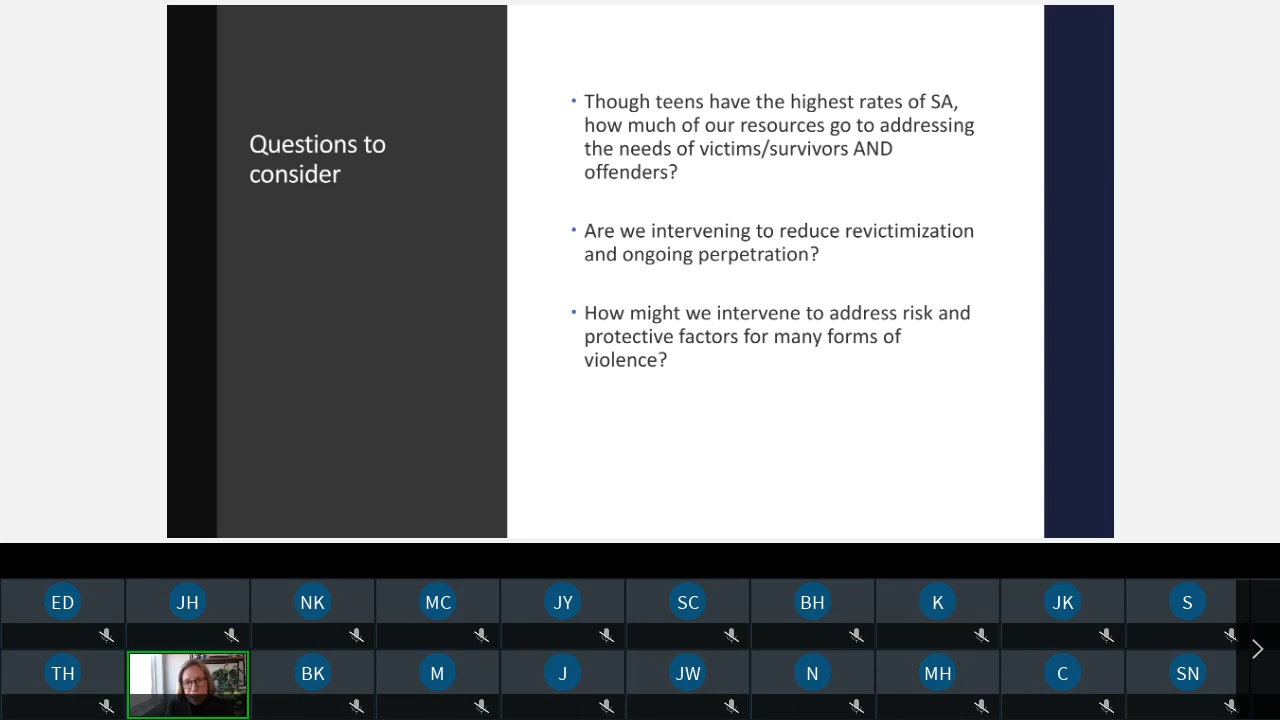 Questions to
consider
• Though teens have the highest rates of SA,
how much of our resources go to addressing
the needs of victims/survivors AND
offenders?
• Are we intervening to reduce revictimization
and ongoing perpetration?
• How might we intervene to address risk and
protective factors for many forms of
violence?
ED JH NK MC JY SC BH K JK S
TH BK M J JW N MH C SN